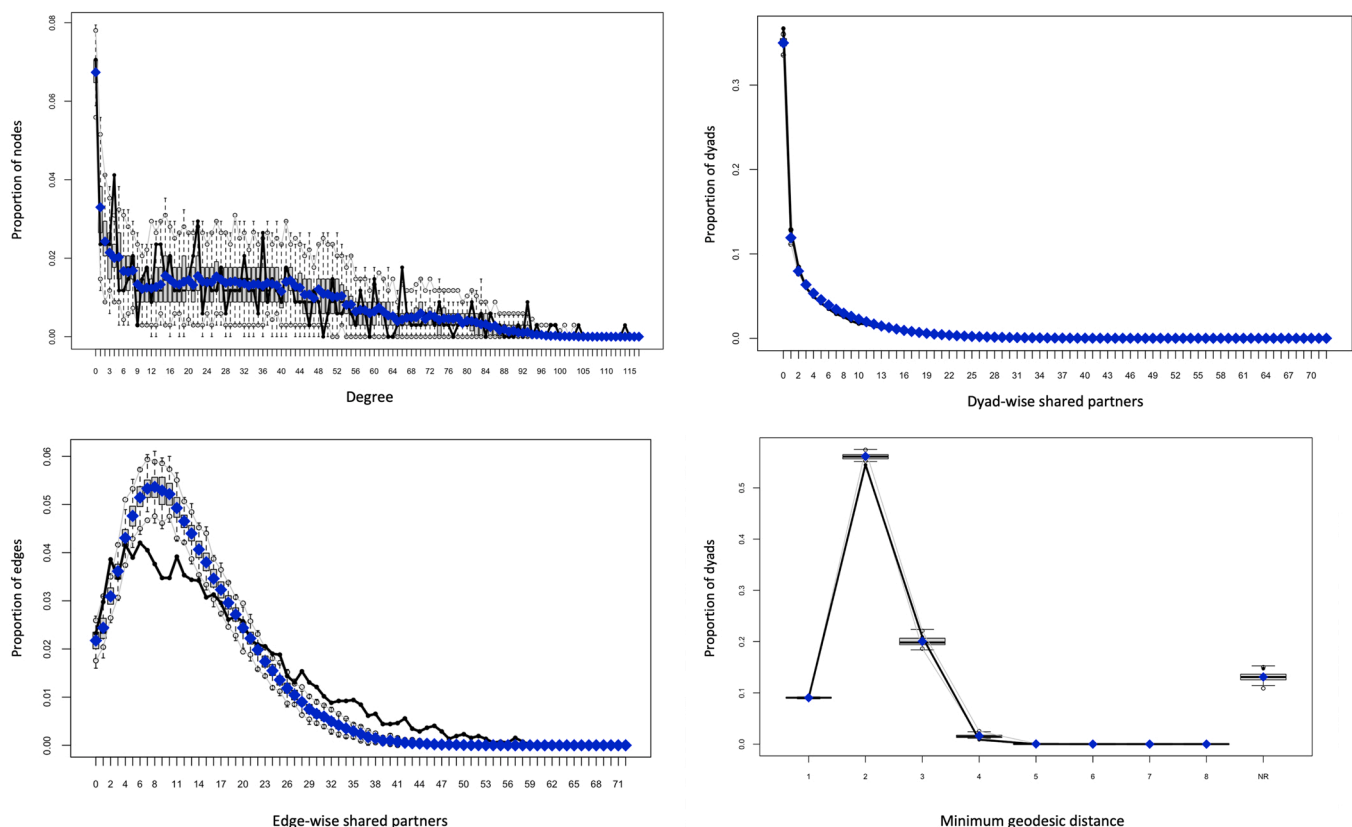 Proportion of nodes
0.08
0.06
0.04
0.02
0.00
0 3 6 9 12 16 20 24 28 32 36 40 44 48 52 56 60 64 68 72 76 80 84 88 92 96 100 105 110 115
Degree
Proportion of dyads
0.3
0.2
0.1
0.0
0 2 4 6 8 10 13 16 19 22 25 28 31 34 37 40 43 46 49 52 55 58 61 64 67 70
Dyad-wise shared partners
Proportion of edges
0.06
0.05
0.04
0.03
0.02
0.01
0.00
0 2 4 6 8 11 14 17 20 23 26 29 32 35 38 41 44 47 50 53 56 59 62 65 68 71
Edge-wise shared partners
Proportion of dyads
0.5
0.4
0.3
0.2
0.1
0.0
1 2 3 4 5 6 7 8 NR
Minimum geodesic distance